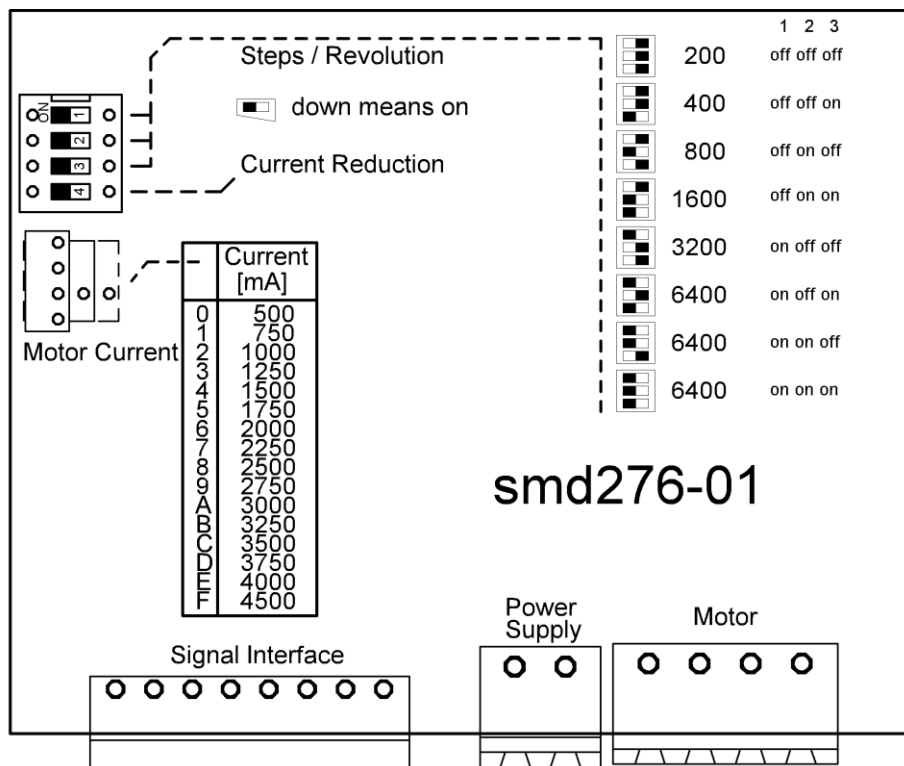 1 2 3
Steps / Revolution
200 off off off
down means on
400 off off on
ON
1
2
3
4
800 off on off
Current Reduction
1600 off on on
3200 on off off
6400 on off on
6400 on on off
6400 on on on
Motor Current
Current
[mA]
0 500
1 750
2 1000
3 1250
4 1500
5 1750
6 2000
7 2250
8 2500
9 2750
A 3000
B 3250
C 3500
D 3750
E 4000
F 4500
smd276-01
Signal Interface
Power
Supply
Motor